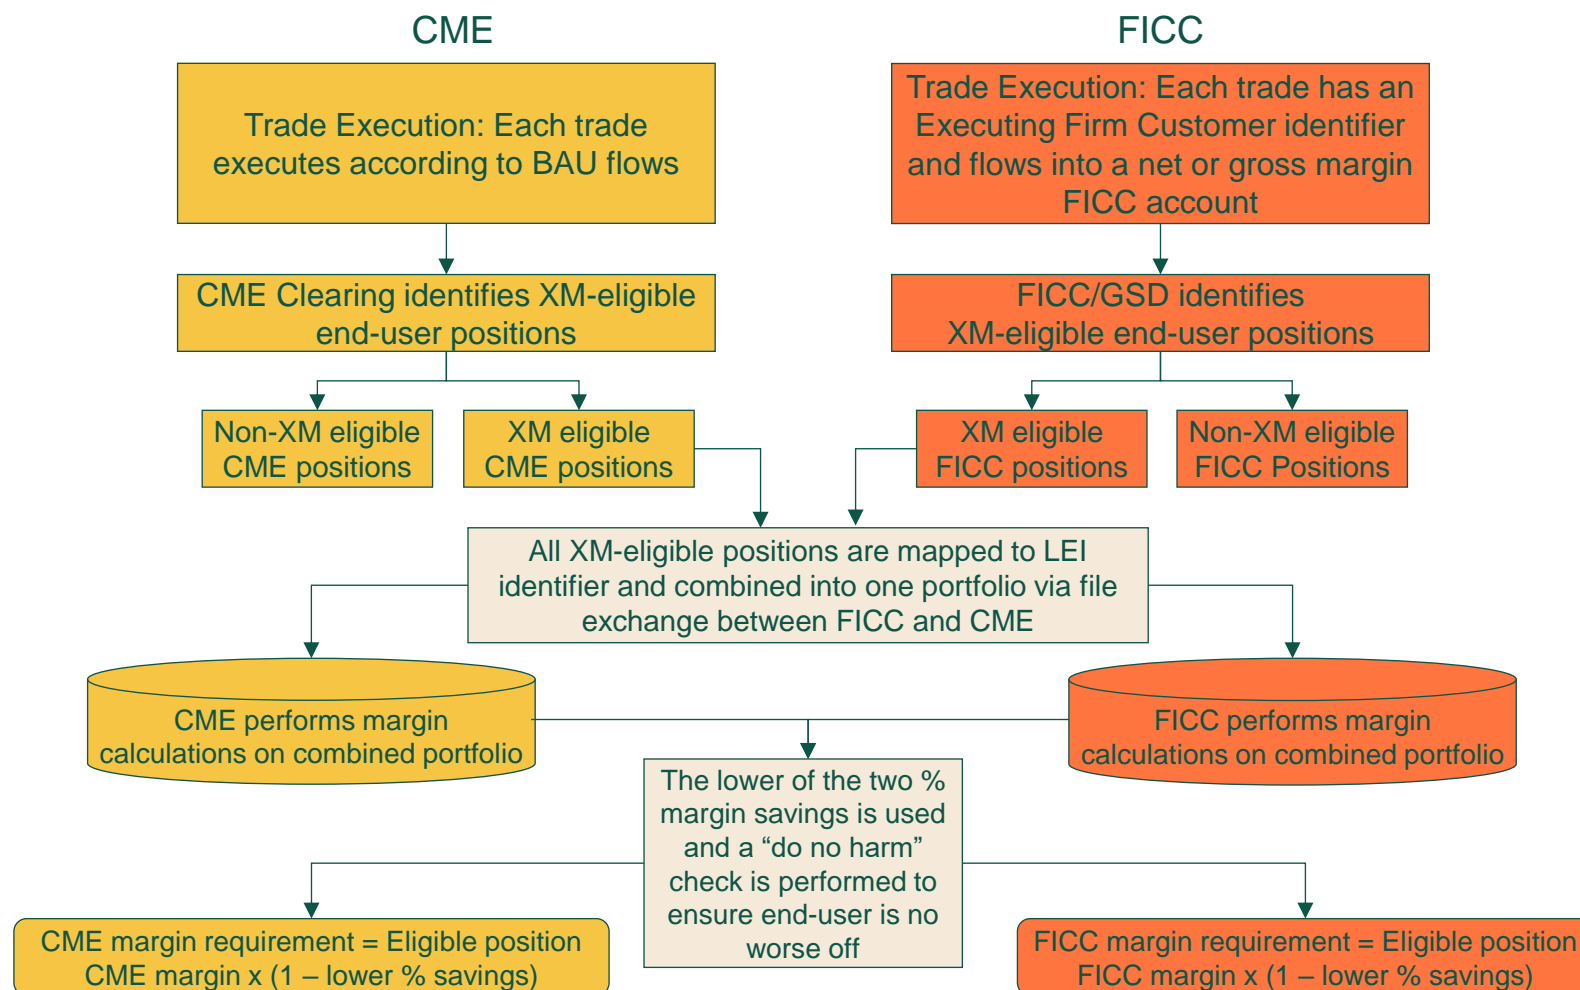 CME
FICC
Trade Execution: Each trade
executes according to BAU flows
Trade Execution: Each trade has an
Executing Firm Customer identifier
and flows into a net or gross margin
FICC account
CME Clearing identifies XM-eligible
end-user positions
FICC/GSD identifies
XM-eligible end-user positions
Non-XM eligible
CME positions
XM eligible
CME positions
XM eligible
FICC positions
Non-XM eligible
FICC Positions
All XM-eligible positions are mapped to LEI
identifier and combined into one portfolio via file
exchange between FICC and CME
CME performs margin
calculations on combined portfolio
FICC performs margin
calculations on combined portfolio
The lower of the two %
margin savings is used
and a “do no harm”
check is performed to
ensure end-user is no
worse off
CME margin requirement = Eligible position
CME margin x (1 – lower % savings)
FICC margin requirement = Eligible position
FICC margin x (1 – lower % savings)